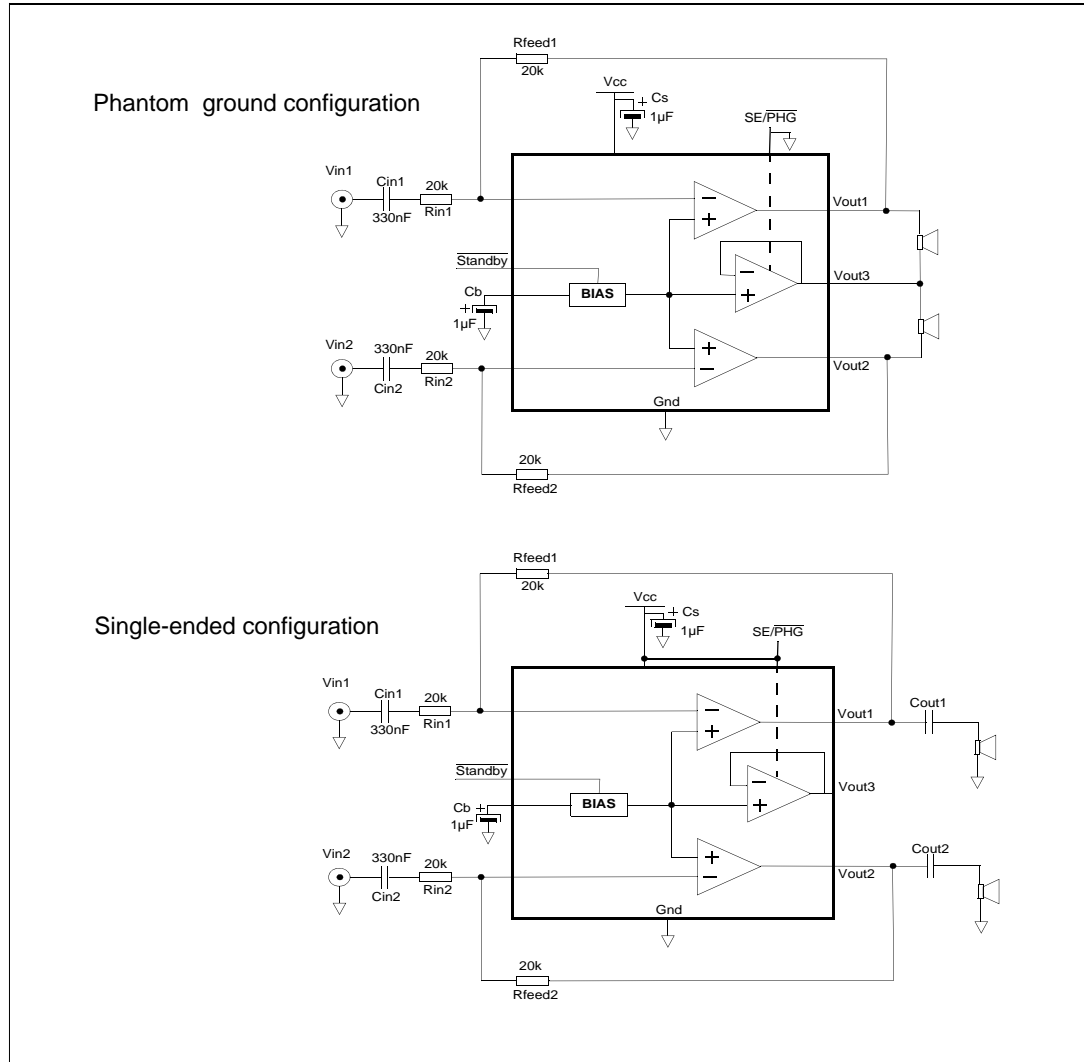 Rfeed1
20k
Vcc
Phantom ground configuration
+ Cs
1µF
SE/PHG
Vin1
Cin1
20k
330nF
Rin1
Vout1
Standby
Vout3
Cb
BIAS
+
1µF
Vin2
330nF
20k
Vout2
Cin2
Rin2
Gnd
20k
Rfeed2
Rfeed1
20k
Vcc
Single-ended configuration
+ Cs
1µF
SE/PHG
Vin1
Cin1
20k
330nF
Rin1
Vout1
Cout1
Standby
Vout3
Cb +
BIAS
1µF
Vin2
330nF
20k
Cout2
Vout2
Cin2
Rin2
Gnd
20k
Rfeed2